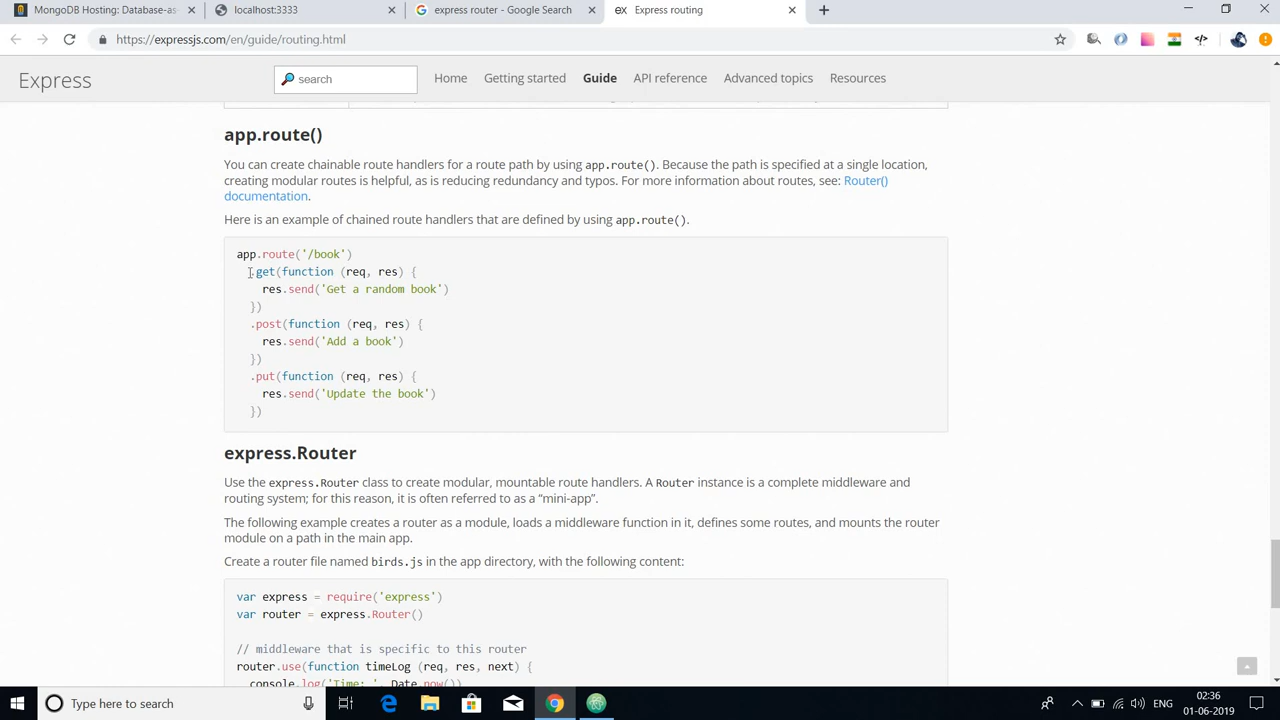 MongoDB Hosting: Database-as-
localhost:3333
express router - Google Search
ex Express routing
https://expressjs.com/en/guide/routing.html
Express
search
Home
Getting started
Guide
API reference
Advanced topics
Resources
app.route()
You can create chainable route handlers for a route path by using app.route(). Because the path is specified at a single location,
creating modular routes is helpful, as is reducing redundancy and typos. For more information about routes, see: Router()
documentation.
Here is an example of chained route handlers that are defined by using app.route().
app.route('/book')
.get(function (req, res) {
res.send('Get a random book')
})
.post(function (req, res) {
res.send('Add a book')
})
.put(function (req, res) {
res.send('Update the book')
})
express.Router
Use the express.Router class to create modular, mountable route handlers. A Router instance is a complete middleware and
routing system; for this reason, it is often referred to as a “mini-app”.
The following example creates a router as a module, loads a middleware function in it, defines some routes, and mounts the router
module on a path in the main app.
Create a router file named birds.js in the app directory, with the following content:
var express = require('express')
var router = express.Router()
// middleware that is specific to this router
router.use(function timeLog (req, res, next) {
console.log('Time: ', Date.now())
Type here to search
02:36
01-06-2019